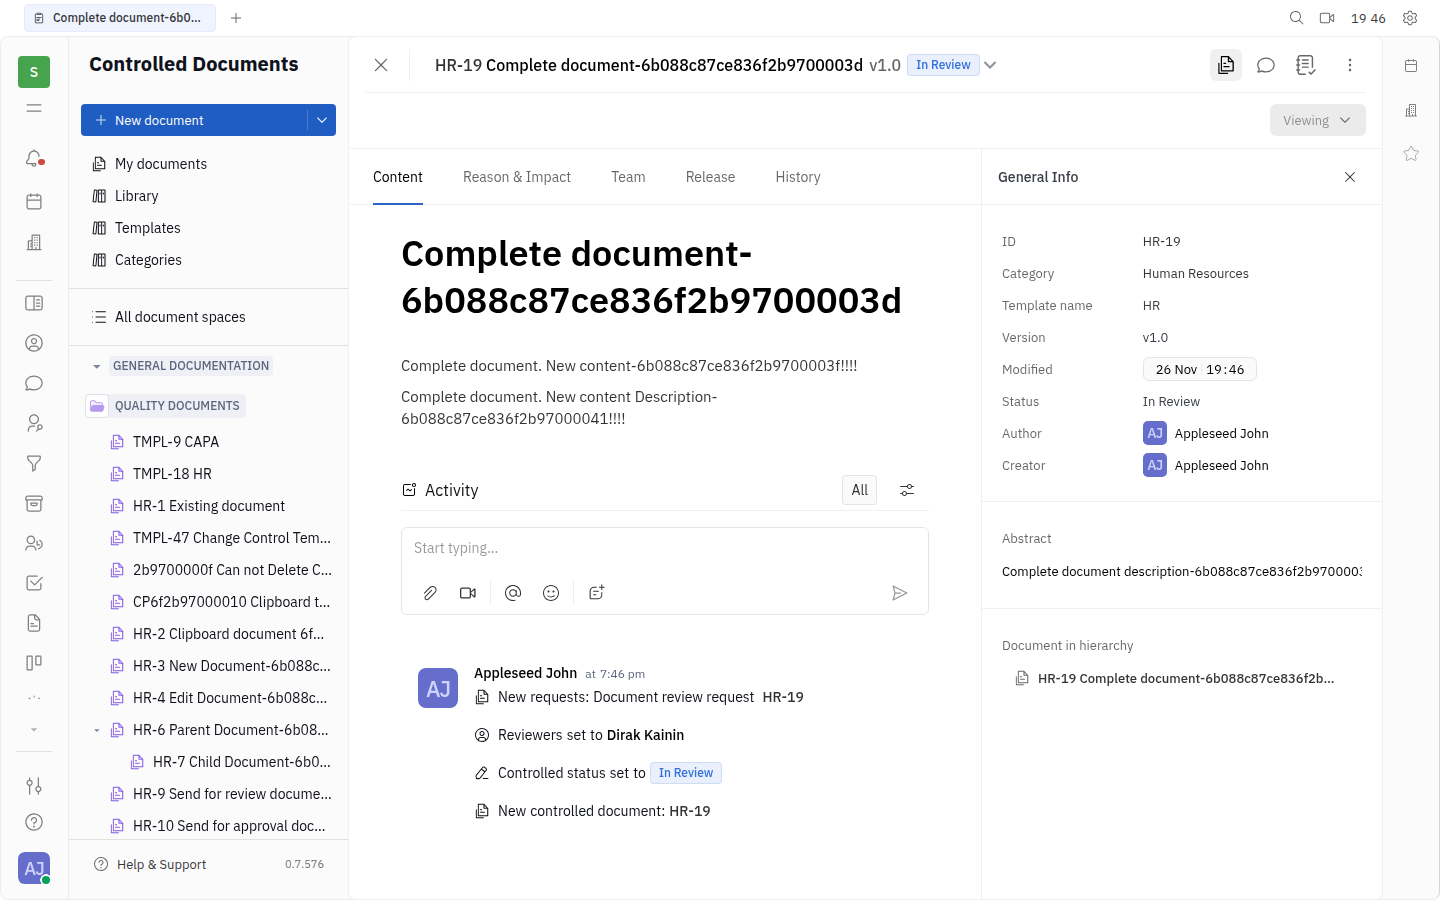 Complete document-6b0...
19 46
S
Controlled Documents
New document
My documents
Library
Templates
Categories
All document spaces
GENERAL DOCUMENTATION
QUALITY DOCUMENTS
TMPL-9 CAPA
TMPL-18 HR
HR-1 Existing document
TMPL-47 Change Control Tem...
2b9700000f Can not Delete C...
CP6f2b97000010 Clipboard t...
HR-2 Clipboard document 6f...
HR-3 New Document-6b088c...
HR-4 Edit Document-6b088c...
HR-6 Parent Document-6b08...
HR-7 Child Document-6b0...
HR-9 Send for review docume...
HR-10 Send for approval doc...
Help & Support
0.7.576
AJ
HR-19 Complete document-6b088c87ce836f2b9700003d v1.0 In Review
Viewing
Content
Reason & Impact
Team
Release
History
Complete document-
6b088c87ce836f2b9700003d
Complete document. New content-6b088c87ce836f2b9700003f!!!!
Complete document. New content Description-
6b088c87ce836f2b97000041!!!!
Activity
All
Start typing...
AJ
Appleseed John at 7:46 pm
New requests: Document review request HR-19
Reviewers set to Dirak Kainin
Controlled status set to In Review
New controlled document: HR-19
General Info
ID HR-19
Category Human Resources
Template name HR
Version v1.0
Modified 26 Nov 19:46
Status In Review
Author AJ Appleseed John
Creator AJ Appleseed John
Abstract
Complete document description-6b088c87ce836f2b970000
Document in hierarchy
HR-19 Complete document-6b088c87ce836f2b...